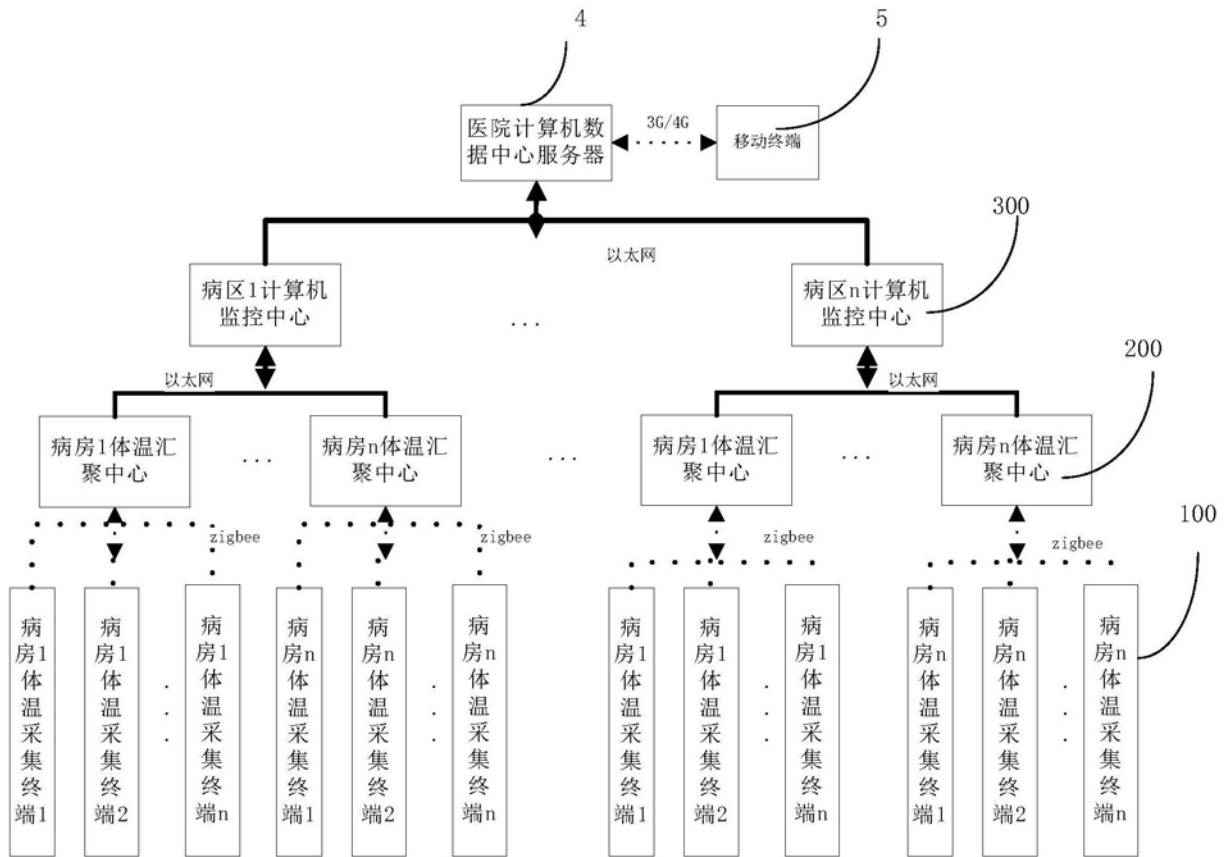 4
5
医院计算机数
据中心服务器
3G/4G
移动终端
300
以太网
病区1计算机
监控中心
...
病区n计算机
监控中心
200
以太网
以太网
病房1体温汇
聚中心
...
病房n体温汇
聚中心
...
病房1体温汇
聚中心
...
病房n体温汇
聚中心
100
zigbee
zigbee
zigbee
zigbee
病房1体温采集终端1
病房1体温采集终端2
...
病房1体温采集终端n
病房n体温采集终端1
病房n体温采集终端2
...
病房n体温采集终端n
病房1体温采集终端1
病房1体温采集终端2
...
病房1体温采集终端n
病房n体温采集终端1
病房n体温采集终端2
...
病房n体温采集终端n